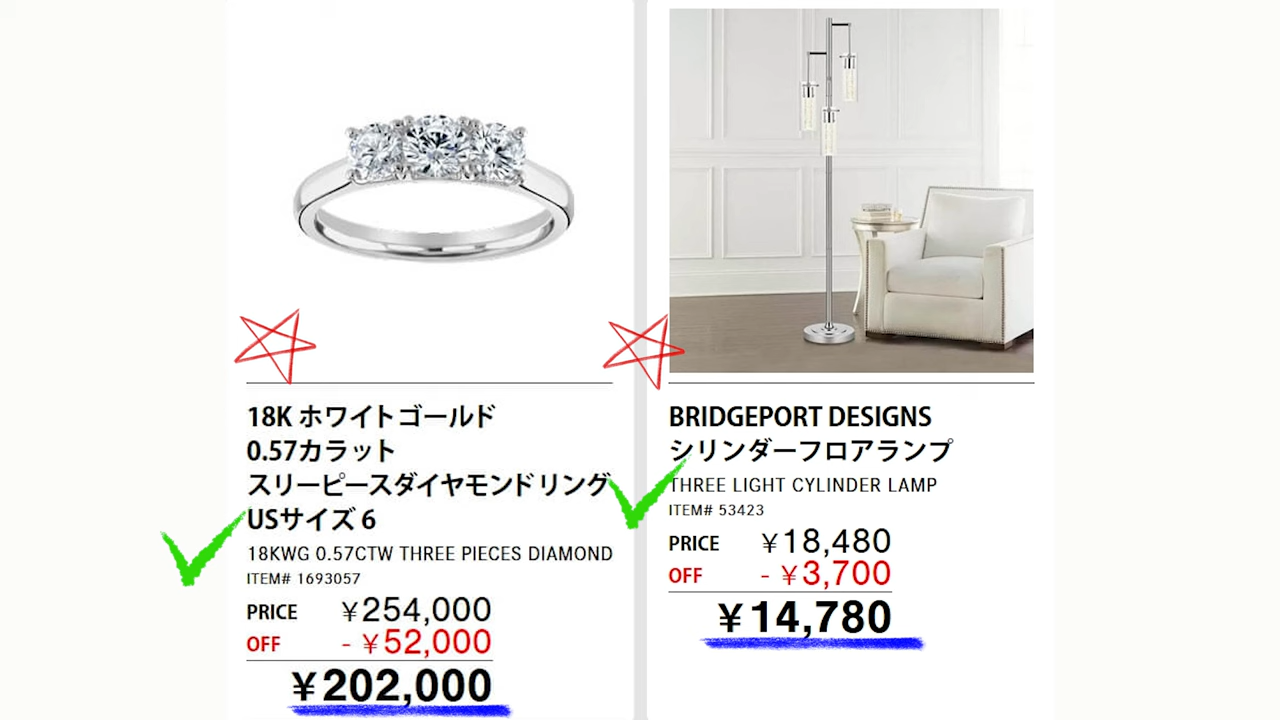 18K ホワイトゴールド
0.57カラット
スリーピースダイヤモンドリング
USサイズ 6
18KWG 0.57CTW THREE PIECES DIAMOND
ITEM# 1693057
PRICE ¥254,000
OFF - ¥52,000
¥202,000
BRIDGEPORT DESIGNS
シリンダーフロアランプ
THREE LIGHT CYLINDER LAMP
ITEM# 53423
PRICE ¥18,480
OFF - ¥3,700
¥14,780